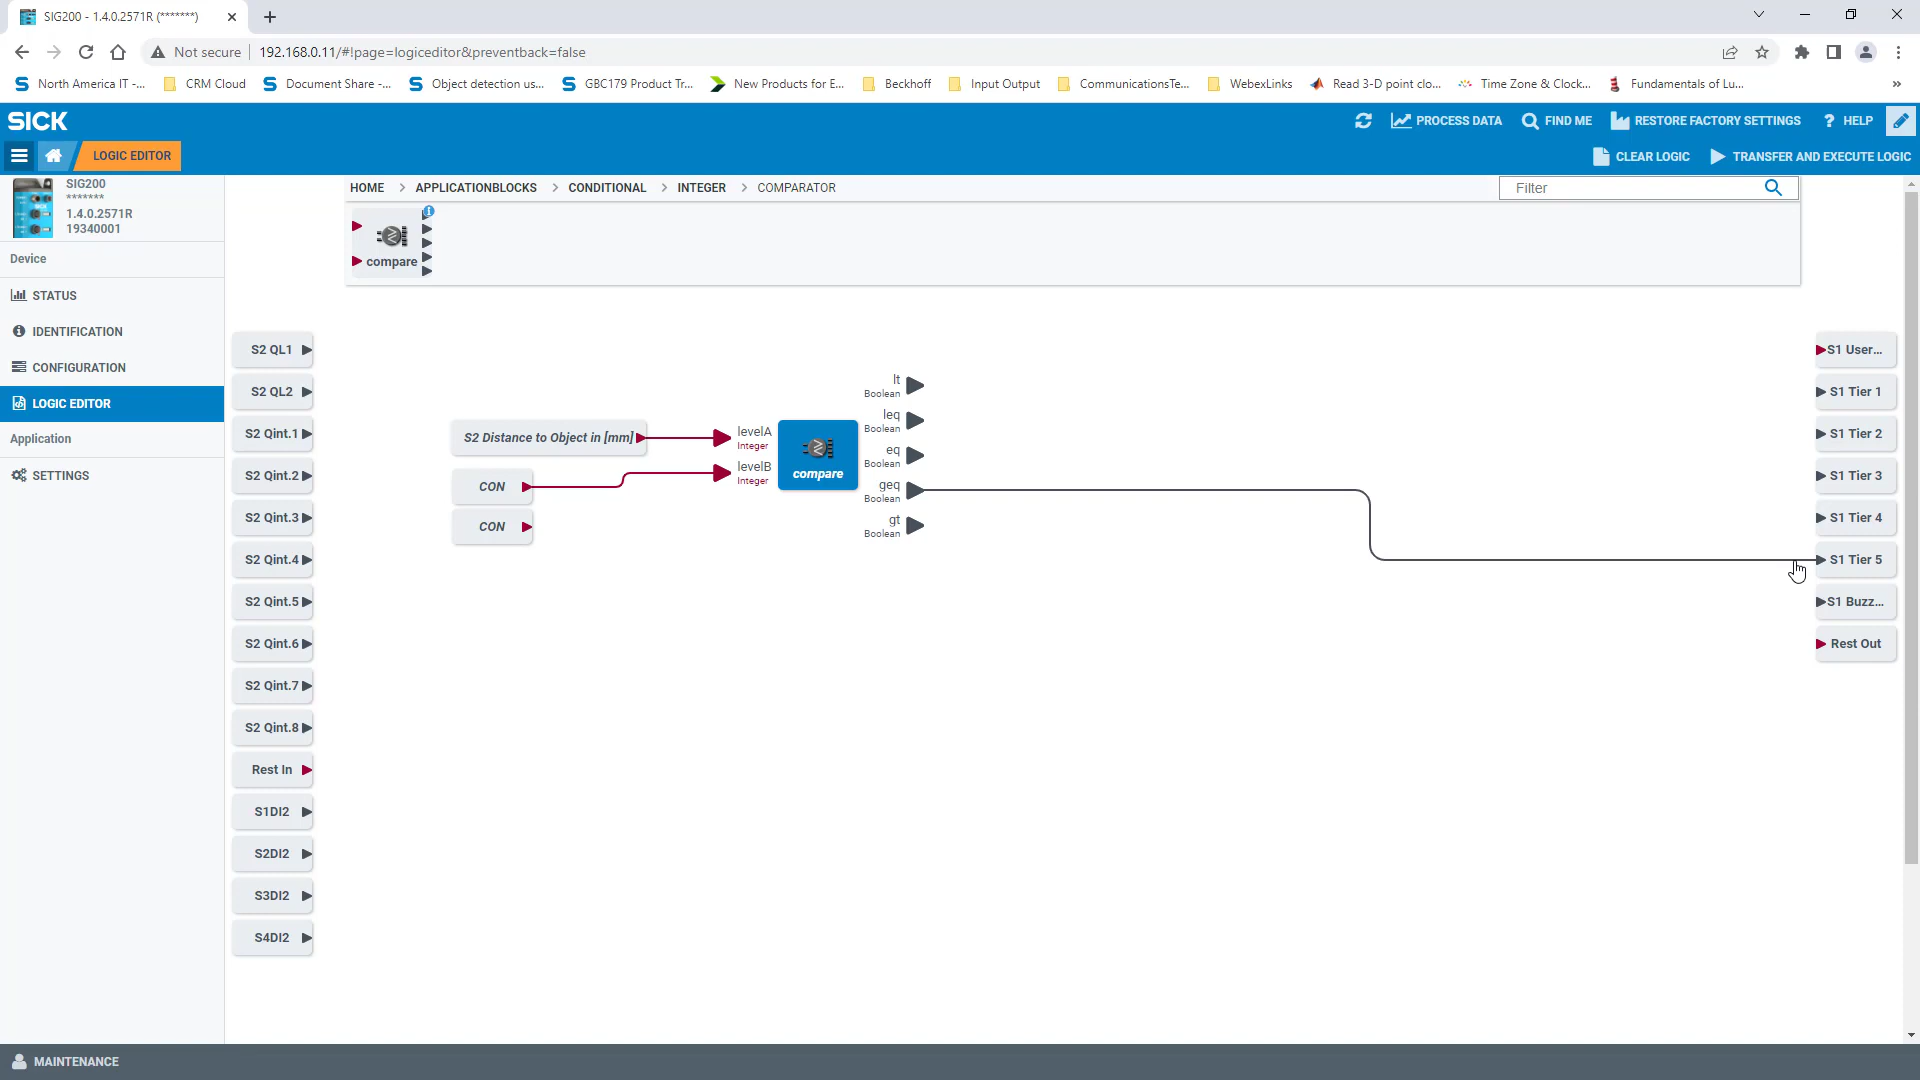 SIG200 - 1.4.0.2571R (*******)
Not secure 192.168.0.11/#!page=logiceditor&preventback=false
North America IT -... CRM Cloud Document Share -... Object detection us... GBC179 Product Tr... New Products for E... Beckhoff Input Output CommunicationsTe... WebexLinks Read 3-D point clo... Time Zone & Clock... Fundamentals of Lu... »
SICK
PROCESS DATA FIND ME RESTORE FACTORY SETTINGS ? HELP
LOGIC EDITOR
CLEAR LOGIC TRANSFER AND EXECUTE LOGIC
SIG200
*******
1.4.0.2571R
19340001
Device
STATUS
IDENTIFICATION
CONFIGURATION
LOGIC EDITOR
Application
SETTINGS
HOME > APPLICATIONBLOCKS > CONDITIONAL > INTEGER > COMPARATOR
Filter
compare
S2 QL1
S2 QL2
S2 Qint.1
S2 Qint.2
S2 Qint.3
S2 Qint.4
S2 Qint.5
S2 Qint.6
S2 Qint.7
S2 Qint.8
Rest In
S1DI2
S2DI2
S3DI2
S4DI2
S2 Distance to Object in [mm]
CON
CON
levelA
Integer
levelB
Integer
compare
lt
Boolean
leq
Boolean
eq
Boolean
geq
Boolean
gt
Boolean
S1 User...
S1 Tier 1
S1 Tier 2
S1 Tier 3
S1 Tier 4
S1 Tier 5
S1 Buzz...
Rest Out
MAINTENANCE